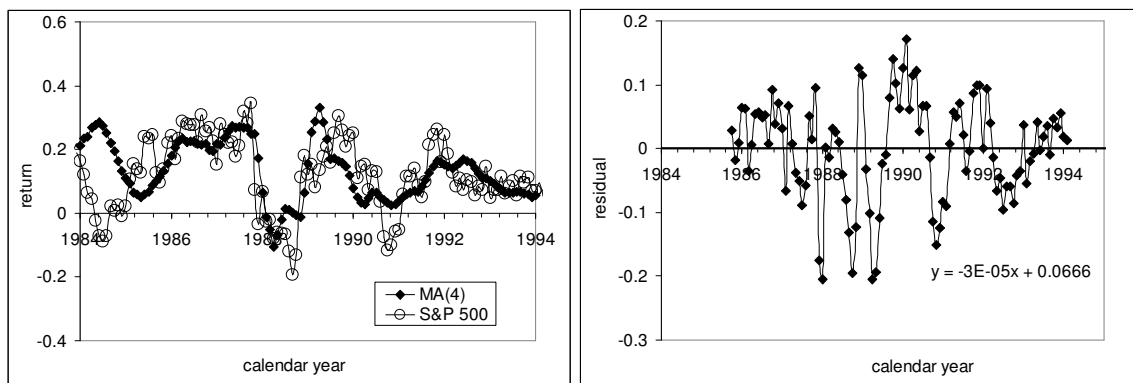 0.6
0.4
0.2
0
-0.2
-0.4
return
1984 1986 1988 1990 1992 1994
MA(4)
S&P 500
calendar year
0.2
0.1
0
-0.1
-0.2
-0.3
residual
1984 1986 1988 1990 1992 1994
y = -3E-05x + 0.0666
calendar year